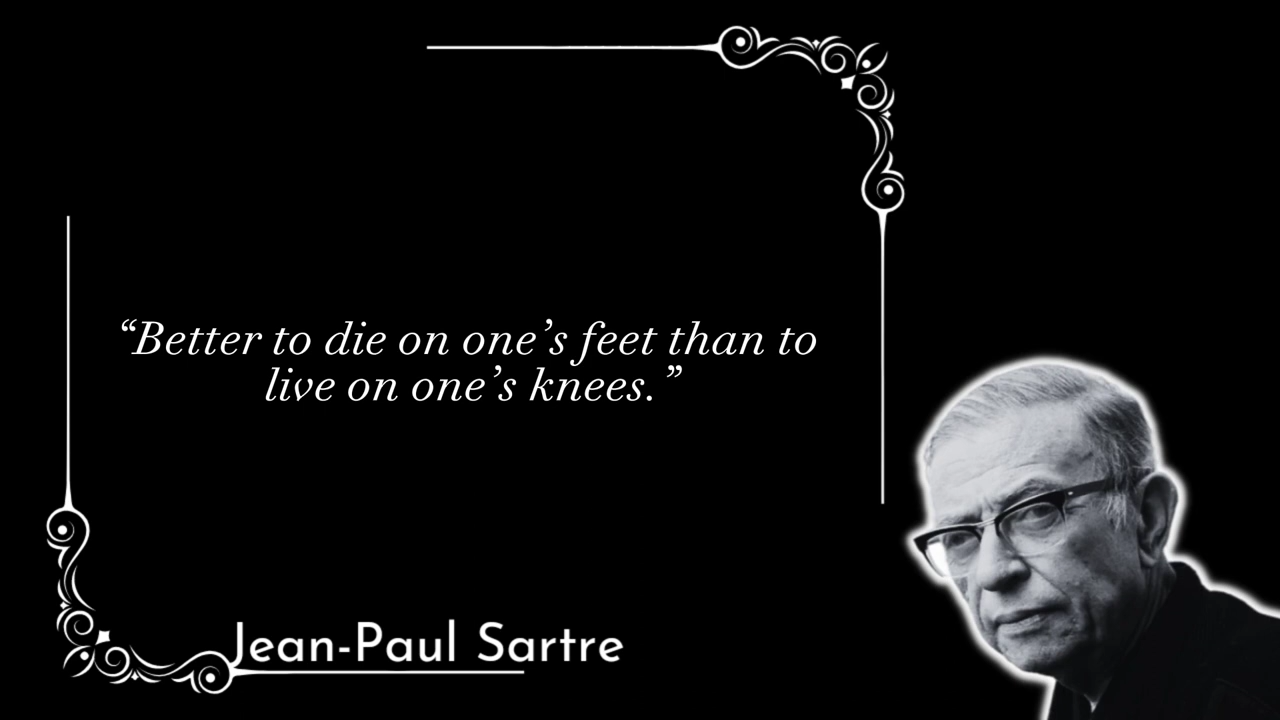 “Better to die on one’s feet than to
live on one’s knees.”
Jean-Paul Sartre